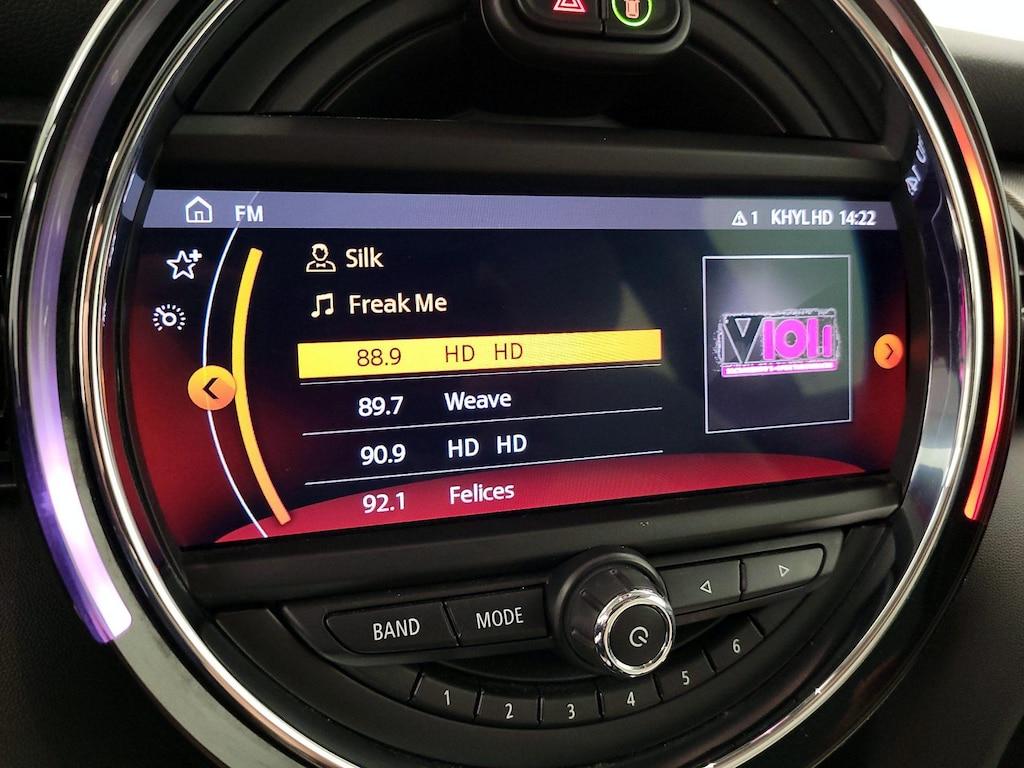 FM
1 KHYL HD 14:22
Silk
Freak Me
88.9 HD HD
89.7 Weave
90.9 HD HD
92.1 Felices
V101.1
BAND
MODE
1
2
3
4
5
6